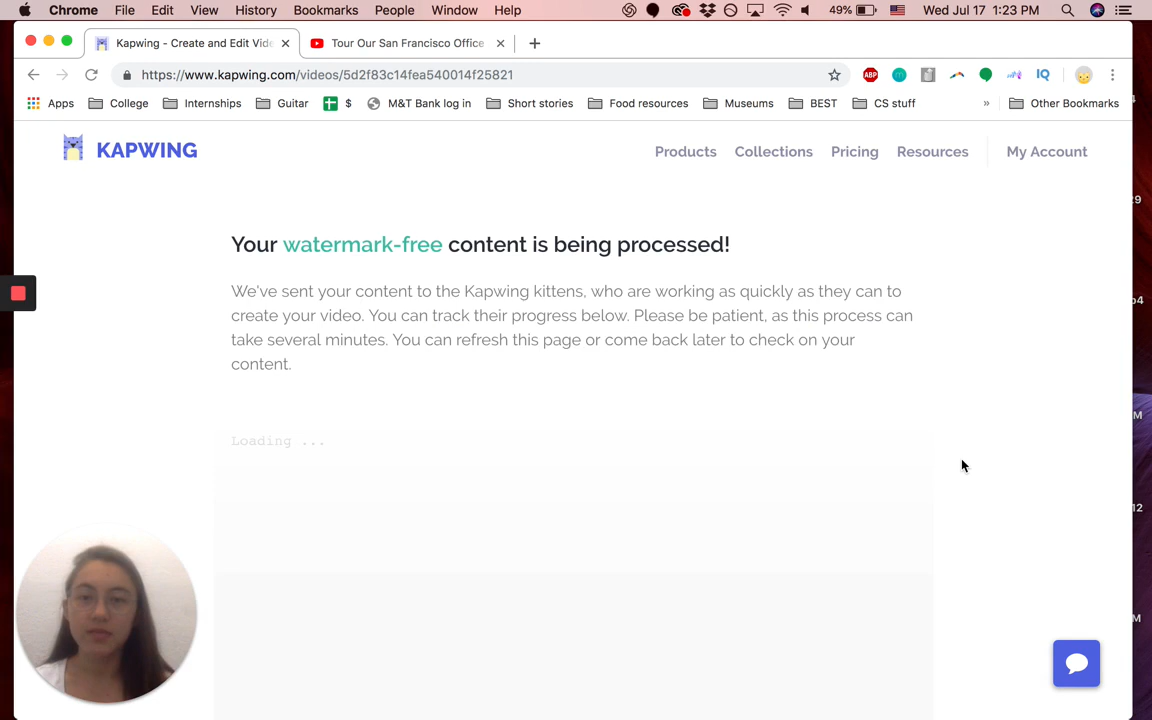 Chrome File Edit View History Bookmarks People Window Help 49% Wed Jul 17 1:23 PM
Kapwing - Create and Edit Vide Tour Our San Francisco Office
https://www.kapwing.com/videos/5d2f83c14fea540014f25821 ABP IQ
Apps College Internships Guitar $ M&T Bank log in Short stories Food resources Museums BEST CS stuff » Other Bookmarks
KAPWING Products Collections Pricing Resources My Account
Your watermark-free content is being processed!
We've sent your content to the Kapwing kittens, who are working as quickly as they can to
create your video. You can track their progress below. Please be patient, as this process can
take several minutes. You can refresh this page or come back later to check on your
content.
Loading ...